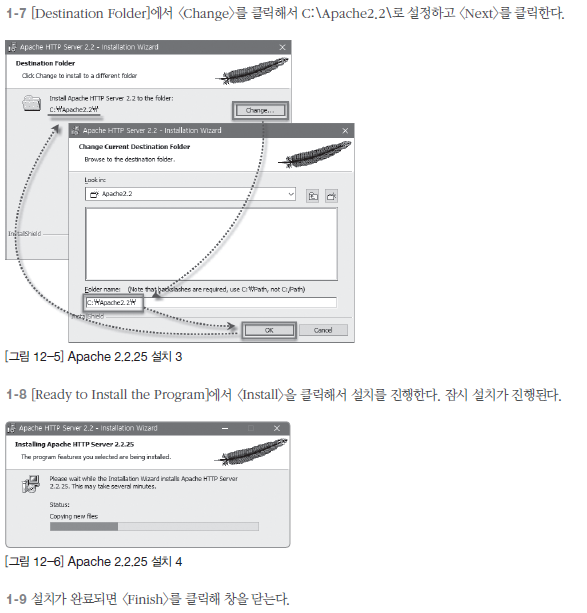 1-7 [Destination Folder]에서 〈Change〉를 클릭해서 C:\Apache2.2\로 설정하고 〈Next〉를 클릭한다.
Apache HTTP Server 2.2 - Installation Wizard
Destination Folder
Click Change to install to a different folder
Install Apache HTTP Server 2.2 to the folder:
C:₩Apache2.2₩
Change...
InstallShield
Apache HTTP Server 2.2 - Installation Wizard
Change Current Destination Folder
Browse to the destination folder.
Look in:
Apache2.2
Folder name: (Note that backslashes are required, use C:₩Path, not C:/Path)
C:₩Apache2.2₩
InstallShield
OK
Cancel
[그림 12-5] Apache 2.2.25 설치 3
1-8 [Ready to Install the Program]에서 〈Install〉을 클릭해서 설치를 진행한다. 잠시 설치가 진행된다.
Apache HTTP Server 2.2 - Installation Wizard
Installing Apache HTTP Server 2.2.25
The program features you selected are being installed.
Please wait while the Installation Wizard installs Apache HTTP Server
2.2.25. This may take several minutes.
Status:
Copying new files
[그림 12-6] Apache 2.2.25 설치 4
1-9 설치가 완료되면 〈Finish〉를 클릭해 창을 닫는다.